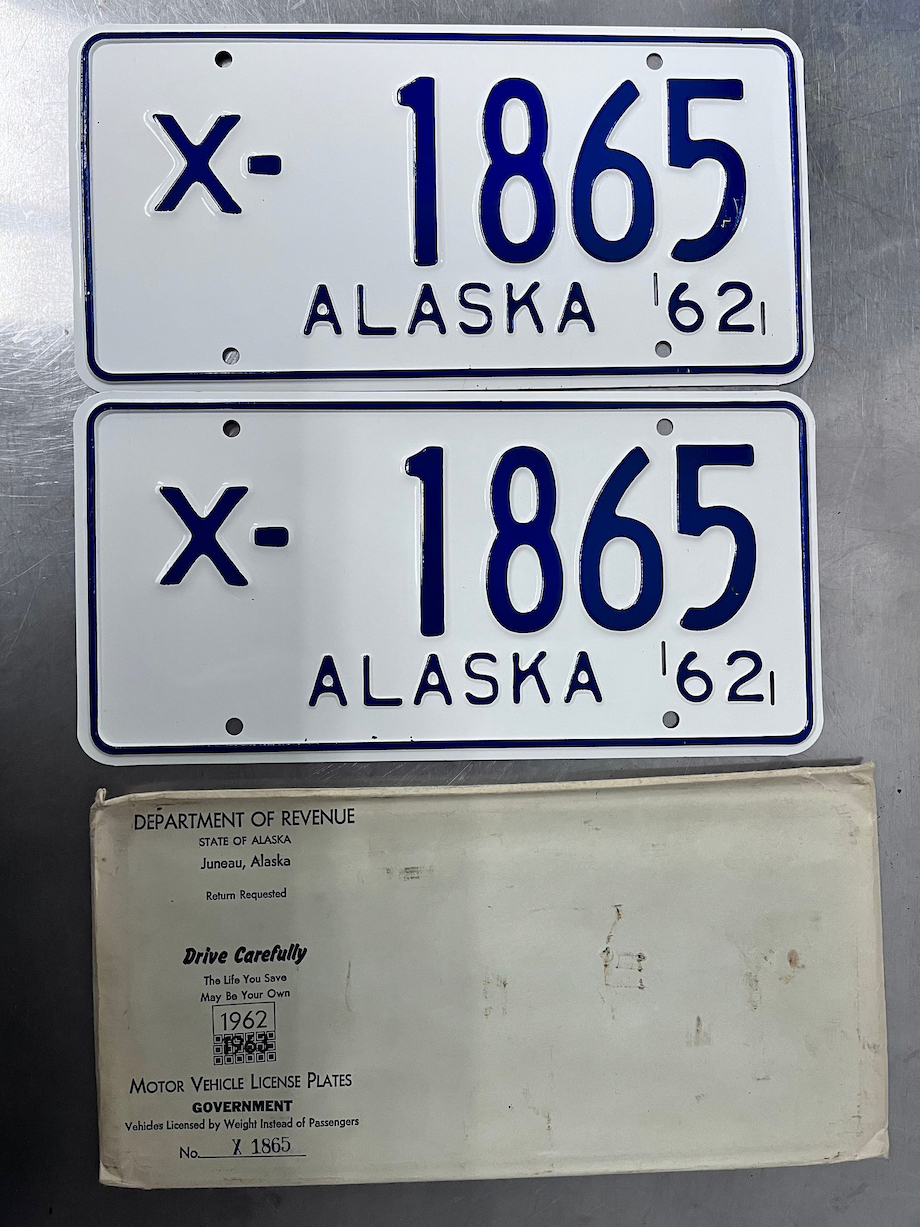 X- 1865
ALASKA '62
X- 1865
ALASKA '62
DEPARTMENT OF REVENUE
STATE OF ALASKA
Juneau, Alaska
Return Requested
Drive Carefully
The Life You Save
May Be Your Own
1962
1963
MOTOR VEHICLE LICENSE PLATES
GOVERNMENT
Vehicles Licensed by Weight Instead of Passengers
No. X 1865